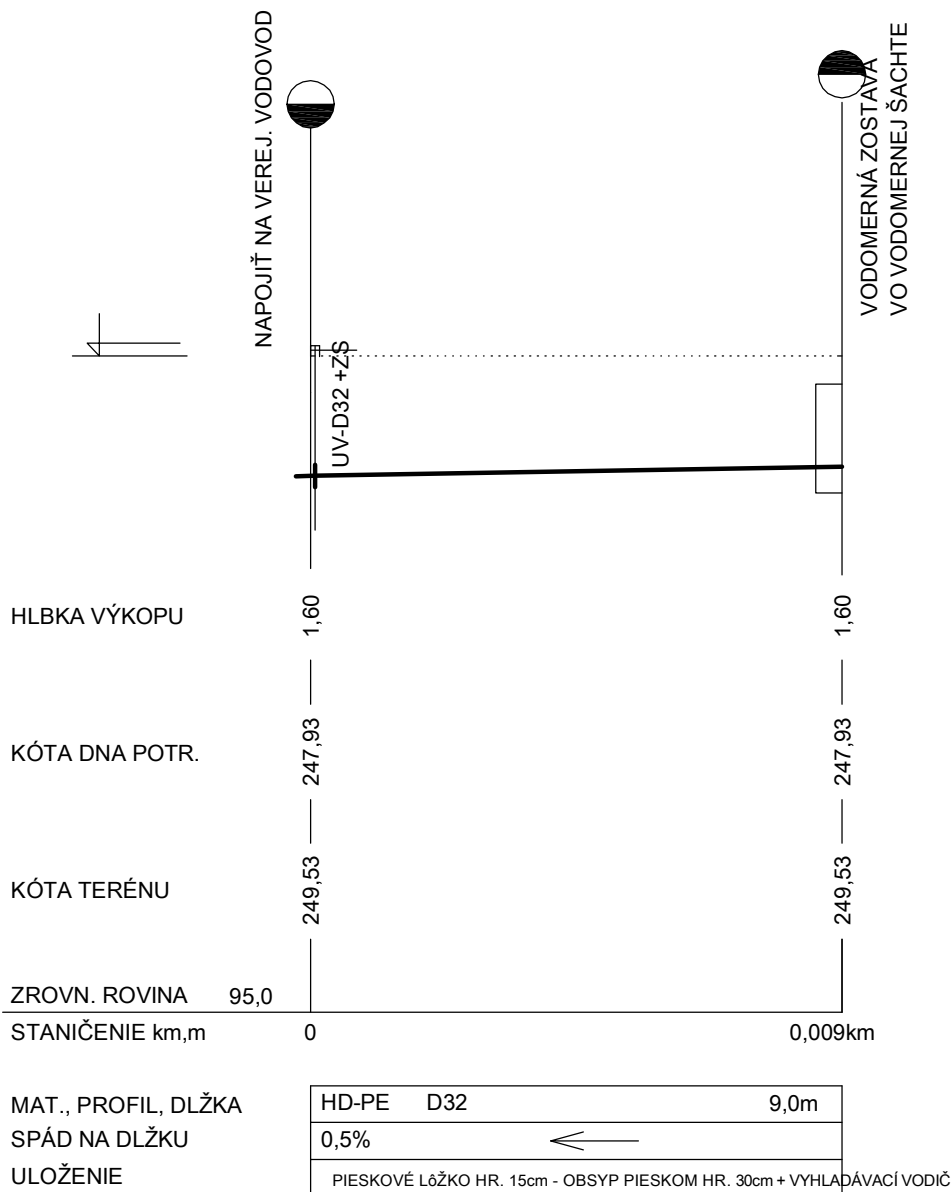 NAPOJIŤ NA VEREJ. VODOVOD
VODOMERNÁ ZOSTAVA
VO VODOMERNEJ ŠACHTE
UV-D32 +ZS
HLBKA VÝKOPU 1,60 1,60
KÓTA DNA POTR. 247,93 247,93
KÓTA TERÉNU 249,53 249,53
ZROVN. ROVINA 95,0
STANIČENIE km,m 0 0,009km
MAT., PROFIL, DLŽKA HD-PE D32 9,0m
SPÁD NA DLŽKU 0,5%
ULOŽENIE PIESKOVÉ LôŽKO HR. 15cm - OBSYP PIESKOM HR. 30cm + VYHLADÁVACÍ VODIČ